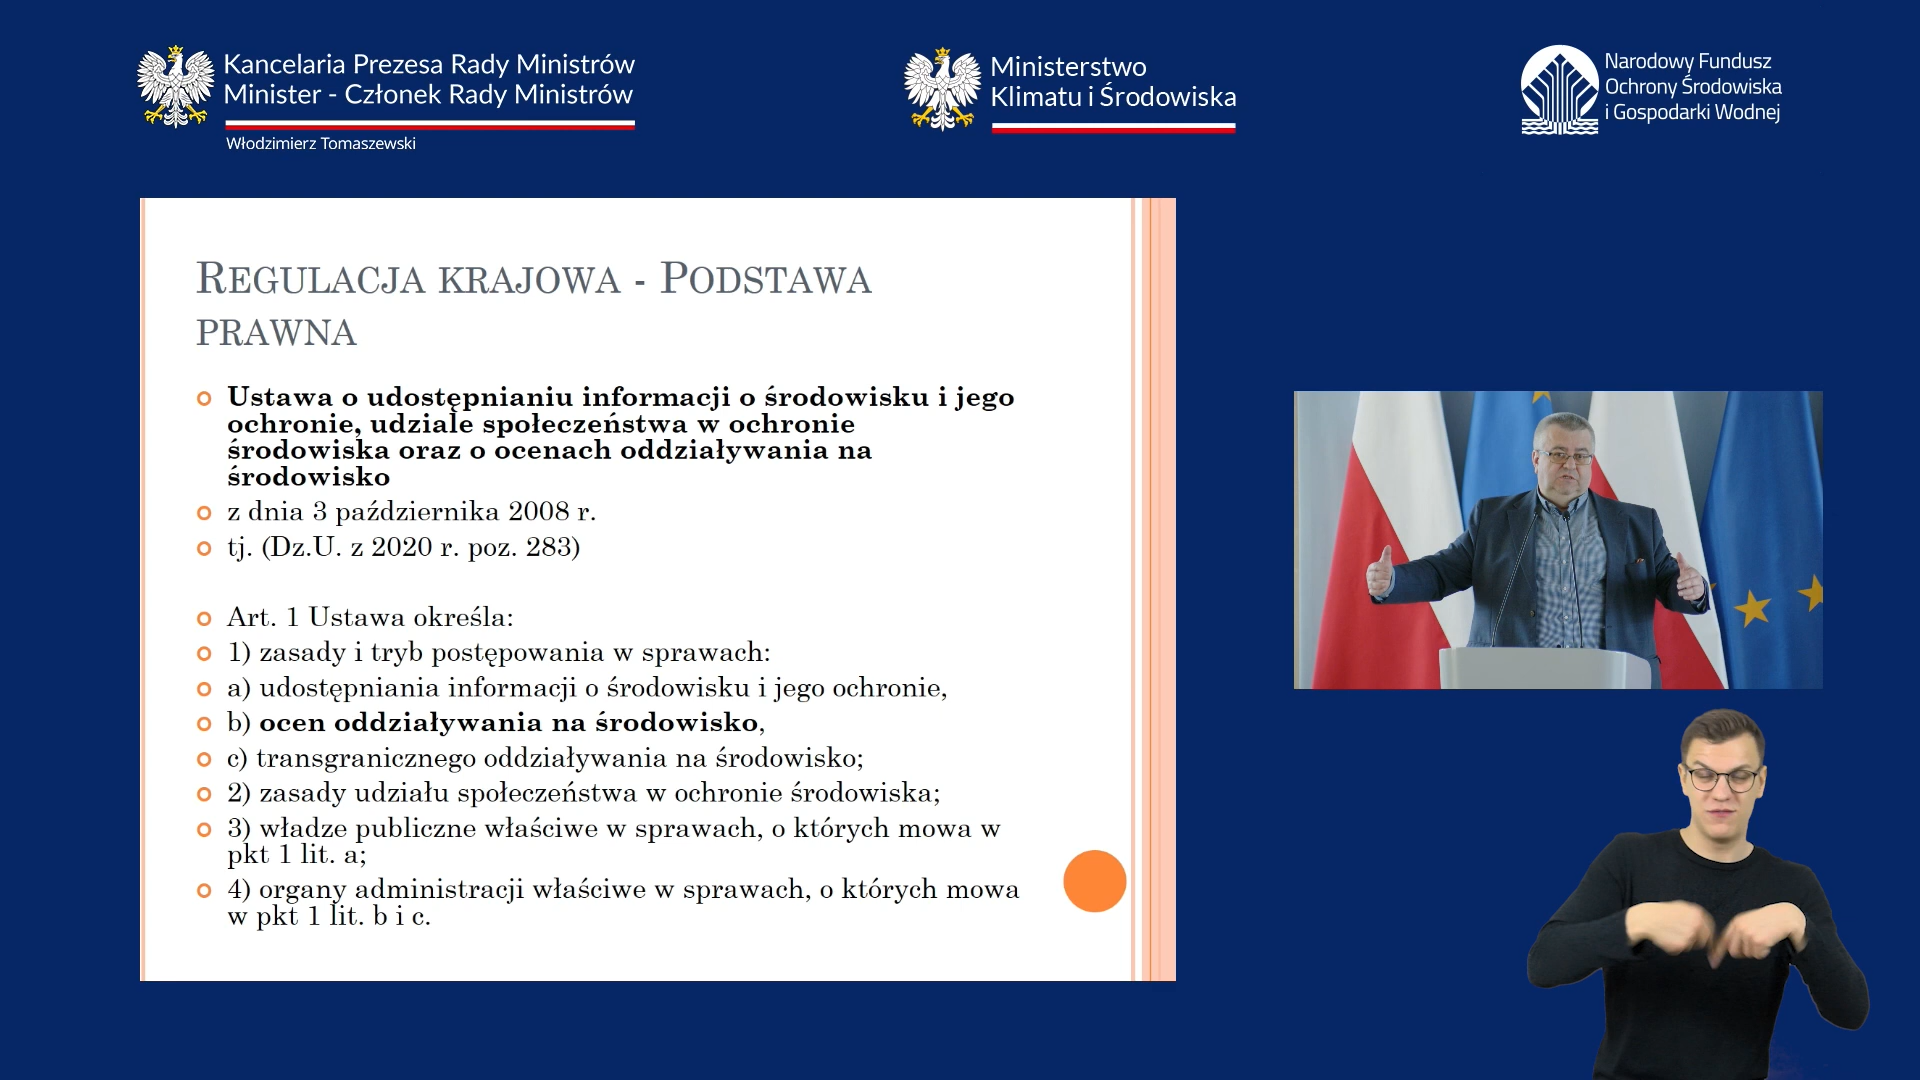 Kancelaria Prezesa Rady Ministrów
Minister - Członek Rady Ministrów
Włodzimierz Tomaszewski
Ministerstwo
Klimatu i Środowiska
Narodowy Fundusz
Ochrony Środowiska
i Gospodarki Wodnej
REGULACJA KRAJOWA - PODSTAWA
PRAWNA
Ustawa o udostępnianiu informacji o środowisku i jego
ochronie, udziale społeczeństwa w ochronie
środowiska oraz o ocenach oddziaływania na
środowisko
z dnia 3 października 2008 r.
tj. (Dz.U. z 2020 r. poz. 283)
Art. 1 Ustawa określa:
1) zasady i tryb postępowania w sprawach:
a) udostępniania informacji o środowisku i jego ochronie,
b) ocen oddziaływania na środowisko,
c) transgranicznego oddziaływania na środowisko;
2) zasady udziału społeczeństwa w ochronie środowiska;
3) władze publiczne właściwe w sprawach, o których mowa w
pkt 1 lit. a;
4) organy administracji właściwe w sprawach, o których mowa
w pkt 1 lit. b i c.